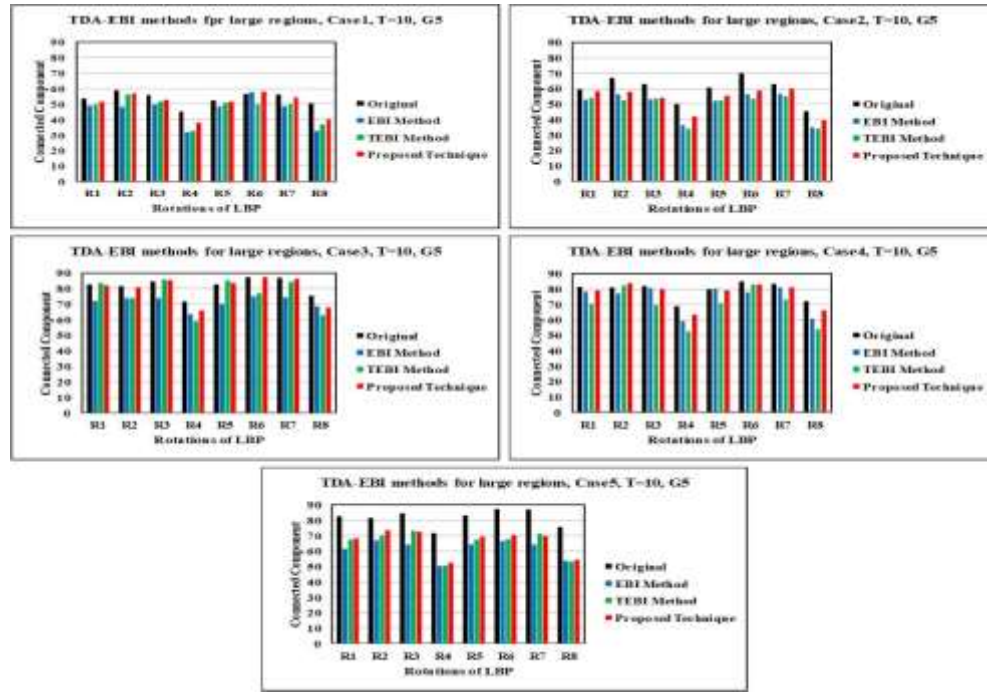 TDA-EBI methods fpr large regions, Case1, T=10, G5
Connected Component
90
80
70
60
50
40
30
20
10
0
R1 R2 R3 R4 R5 R6 R7 R8
Rotations of LBP
Original
EBI Method
TEBI Method
Proposed Technique
TDA-EBI methods for large regions, Case2, T=10, G5
Connected Component
90
80
70
60
50
40
30
20
10
0
R1 R2 R3 R4 R5 R6 R7 R8
Rotations of LBP
Original
EBI Method
TEBI Method
Proposed Technique
TDA-EBI methods for large regions, Case3, T=10, G5
Connected Component
90
80
70
60
50
40
30
20
10
0
R1 R2 R3 R4 R5 R6 R7 R8
Rotations of LBP
Original
EBI Method
TEBI Method
Proposed Technique
TDA-EBI methods for large regions, Case4, T=10, G5
Connected Component
90
80
70
60
50
40
30
20
10
0
R1 R2 R3 R4 R5 R6 R7 R8
Rotations of LBP
Original
EBI Method
TEBI Method
Proposed Technique
TDA-EBI methods for large regions, Case5, T=10, G5
Connected Component
90
80
70
60
50
40
30
20
10
0
R1 R2 R3 R4 R5 R6 R7 R8
Rotations of LBP
Original
EBI Method
TEBI Method
Proposed Technique